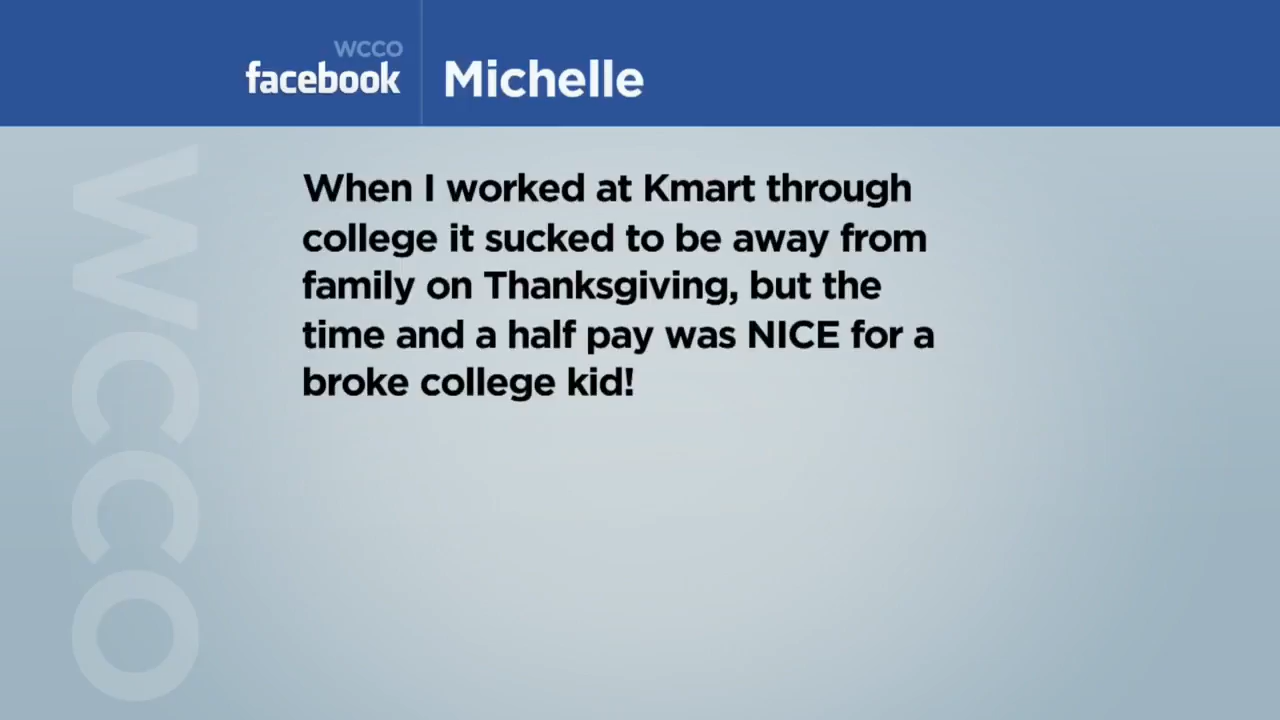 WCCO
facebook
Michelle
When I worked at Kmart through
college it sucked to be away from
family on Thanksgiving, but the
time and a half pay was NICE for a
broke college kid!
WCCO